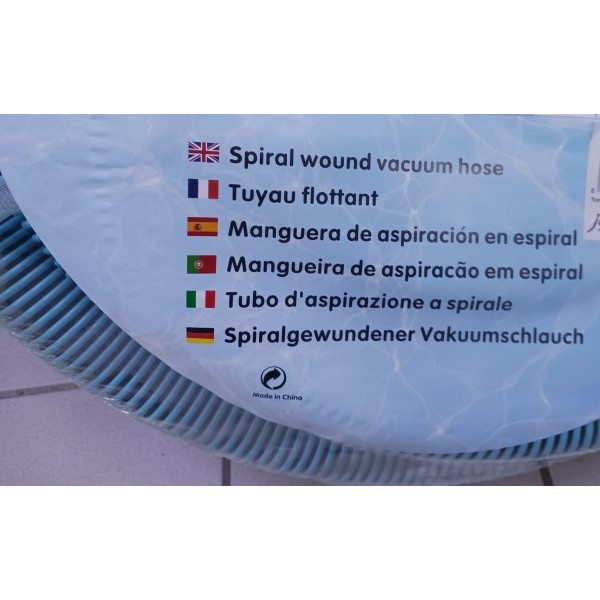 Spiral wound vacuum hose
Tuyau flottant
Manguera de aspiración en espiral
Mangueira de aspiracão em espiral
Tubo d'aspirazione a spirale
Spiralgewundener Vakuumschlauch
Made in China